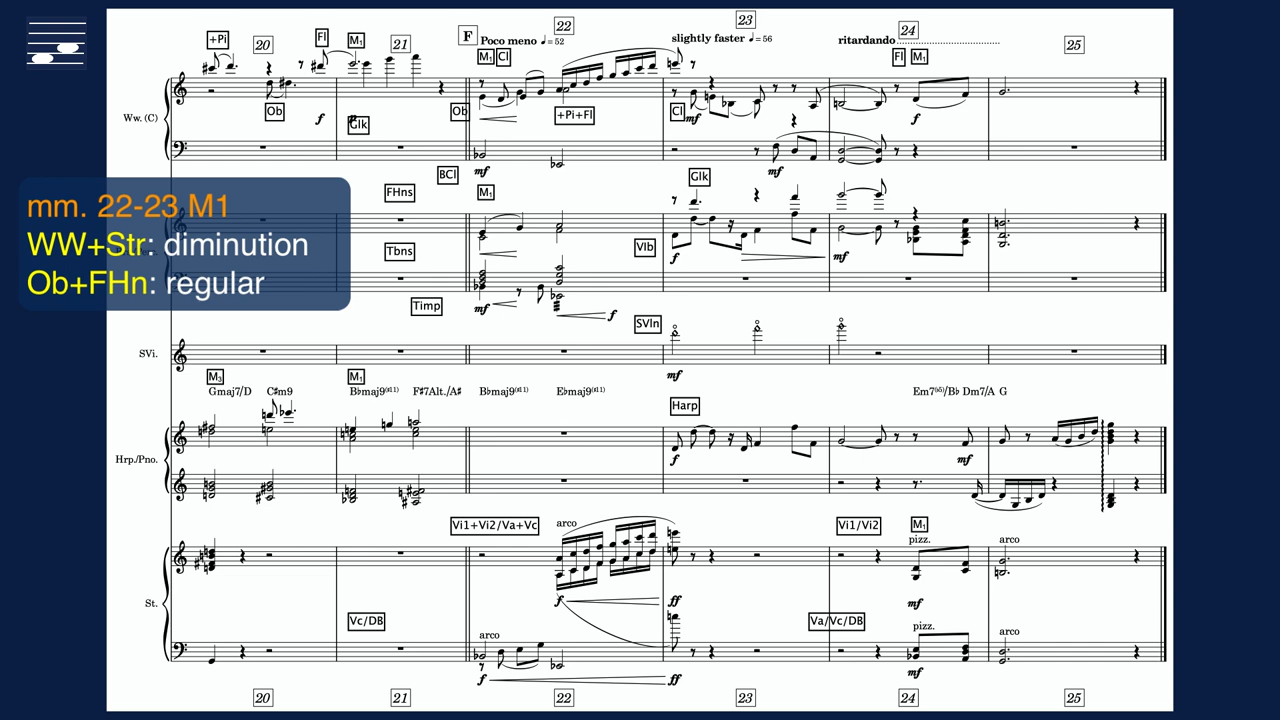 23
22
24
F Poco meno ♩= 52
slightly faster ♩= 56
ritardando
+Pi
20
Fl
M1
21
M1 Cl
Fl M1
25
Ob
f
Glk
Ob
+Pi+Fl
Cl mf
f
Ww. (C)
mf
mf
BCl
mm. 22-23 M1
WW+Str: diminution
Ob+FHn: regular
FHns
M1
Glk
Tbns
Vlb
f
mf
Timp
mf
f
SVln
SVi.
mf
M3
M1
Gmaj7/D C♯m9 B♭maj9(♯11) F♯7Alt./A♯ B♭maj9(♯11) E♭maj9(♯11) Em7(♭5)/B♭ Dm7/A G
Harp
Hrp./Pno.
f
mf
Vi1+Vi2/Va+Vc
arco
Vi1/Vi2
M1
pizz.
arco
St.
f
ff
mf
Vc/DB
Va/Vc/DB
arco
pizz.
arco
f
ff
mf
20
21
22
23
24
25